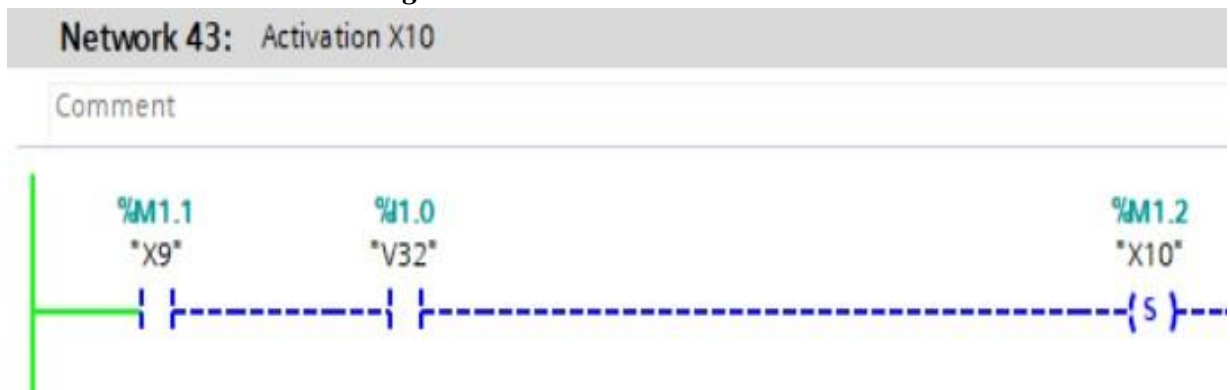 Network 43: Activation X10
Comment
%M1.1 %I1.0 %M1.2
"X9" "V32" "X10"
S